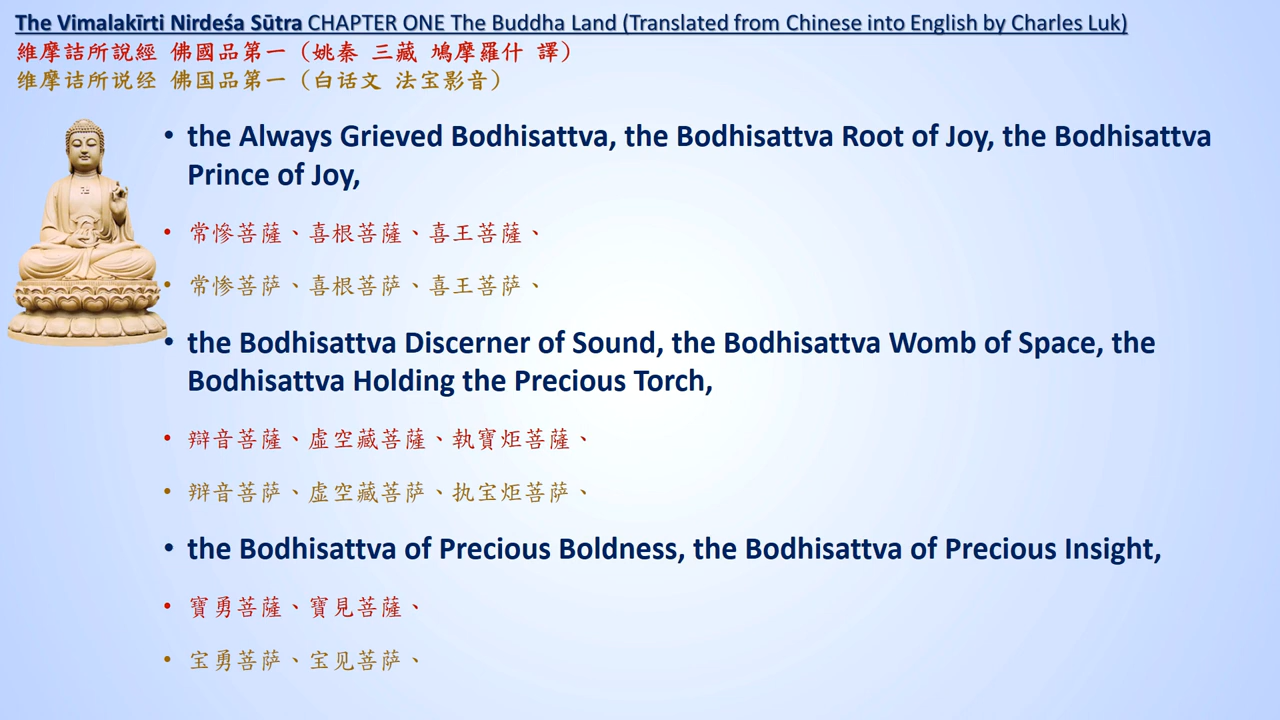 The Vimalakīrti Nirdeśa Sūtra CHAPTER ONE The Buddha Land (Translated from Chinese into English by Charles Luk)
維摩詰所說經 佛國品第一（姚秦 三藏 鳩摩羅什 譯）
维摩诘所说经 佛国品第一（白话文 法宝影音）
• the Always Grieved Bodhisattva, the Bodhisattva Root of Joy, the Bodhisattva
Prince of Joy,
• 常慘菩薩、喜根菩薩、喜王菩薩、
• 常惨菩萨、喜根菩萨、喜王菩萨、
• the Bodhisattva Discerner of Sound, the Bodhisattva Womb of Space, the
Bodhisattva Holding the Precious Torch,
• 辯音菩薩、虛空藏菩薩、執寶炬菩薩、
• 辩音菩萨、虚空藏菩萨、执宝炬菩萨、
• the Bodhisattva of Precious Boldness, the Bodhisattva of Precious Insight,
• 寶勇菩薩、寶見菩薩、
• 宝勇菩萨、宝见菩萨、